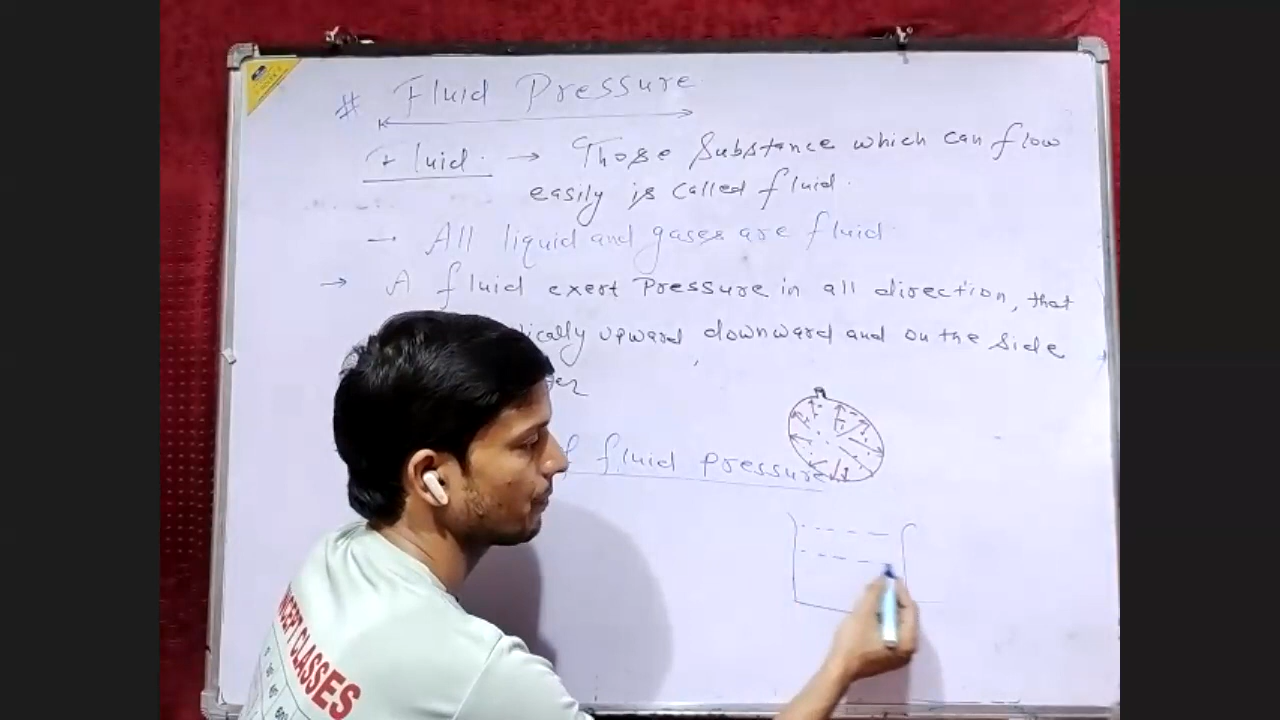 # Fluid Pressure
Fluid. → Those Substance which can flow
easily is called fluid.
— All liquid and gases are fluid.
→ A fluid exert Pressure in all direction, that
upward downward and on the side
fluid pressure
NCEPT CLASSES